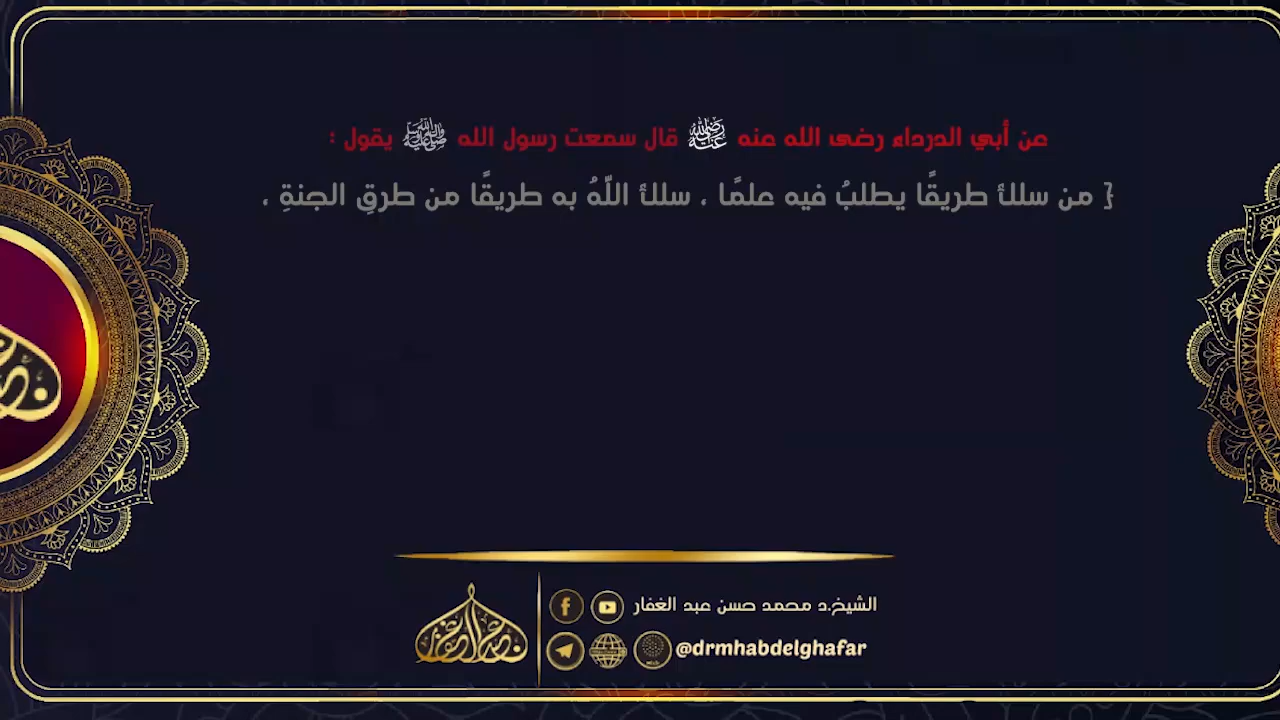 عن أبي الدرداء رضى الله عنه ﵁ قال سمعت رسول الله ﷺ يقول :
{ من سلك طريقًا يطلبُ فيه علمًا ، سلك اللّهُ به طريقًا من طرقِ الجنةِ ،
الشيخ.د محمد حسن عبد الغفار
@drmhabdelghafar